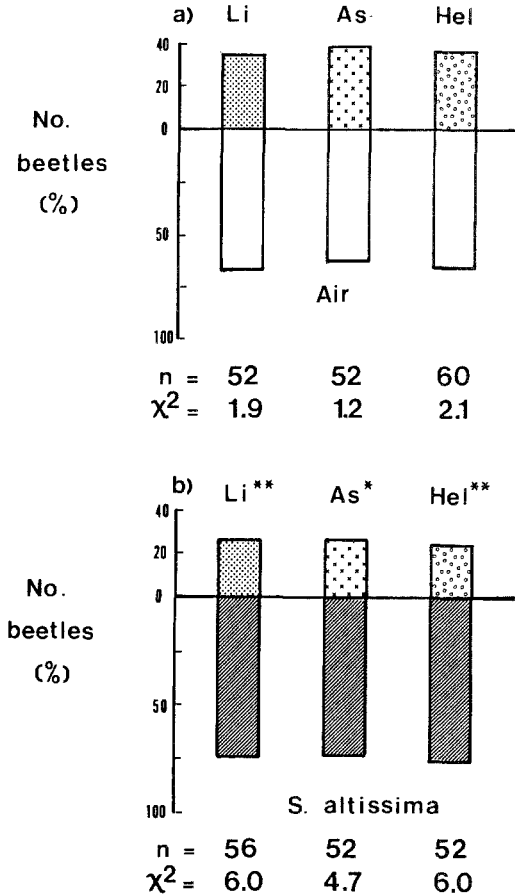 a) Li As Hel
40
20
0
No.
beetles
(%)
50
100
Air
n = 52 52 60
χ2 = 1.9 1.2 2.1
b) Li** As* Hel**
40
20
0
No.
beetles
(%)
50
100
S. altissima
n = 56 52 52
χ2 = 6.0 4.7 6.0